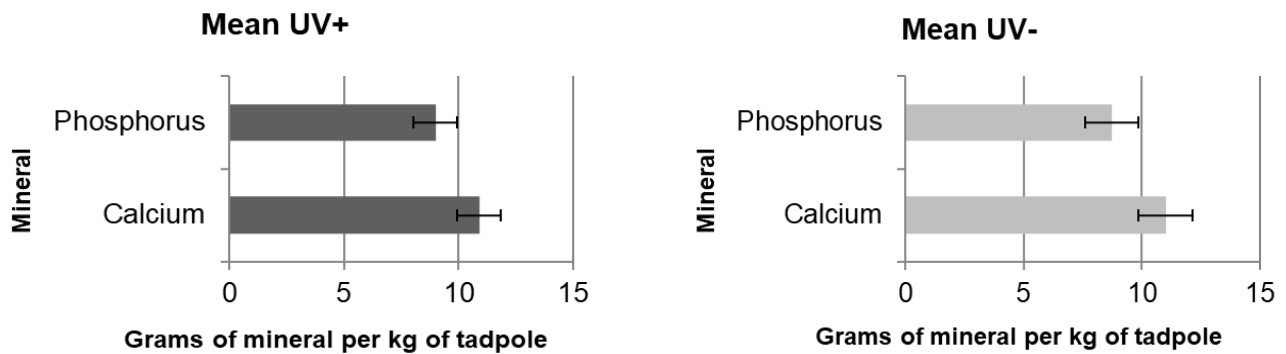 Mean UV+
Mineral
Phosphorus
Calcium
0 5 10 15
Grams of mineral per kg of tadpole
Mean UV-
Mineral
Phosphorus
Calcium
0 5 10 15
Grams of mineral per kg of tadpole